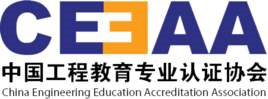 CEEAA
中国工程教育专业认证协会
China Engineering Education Accreditation Association